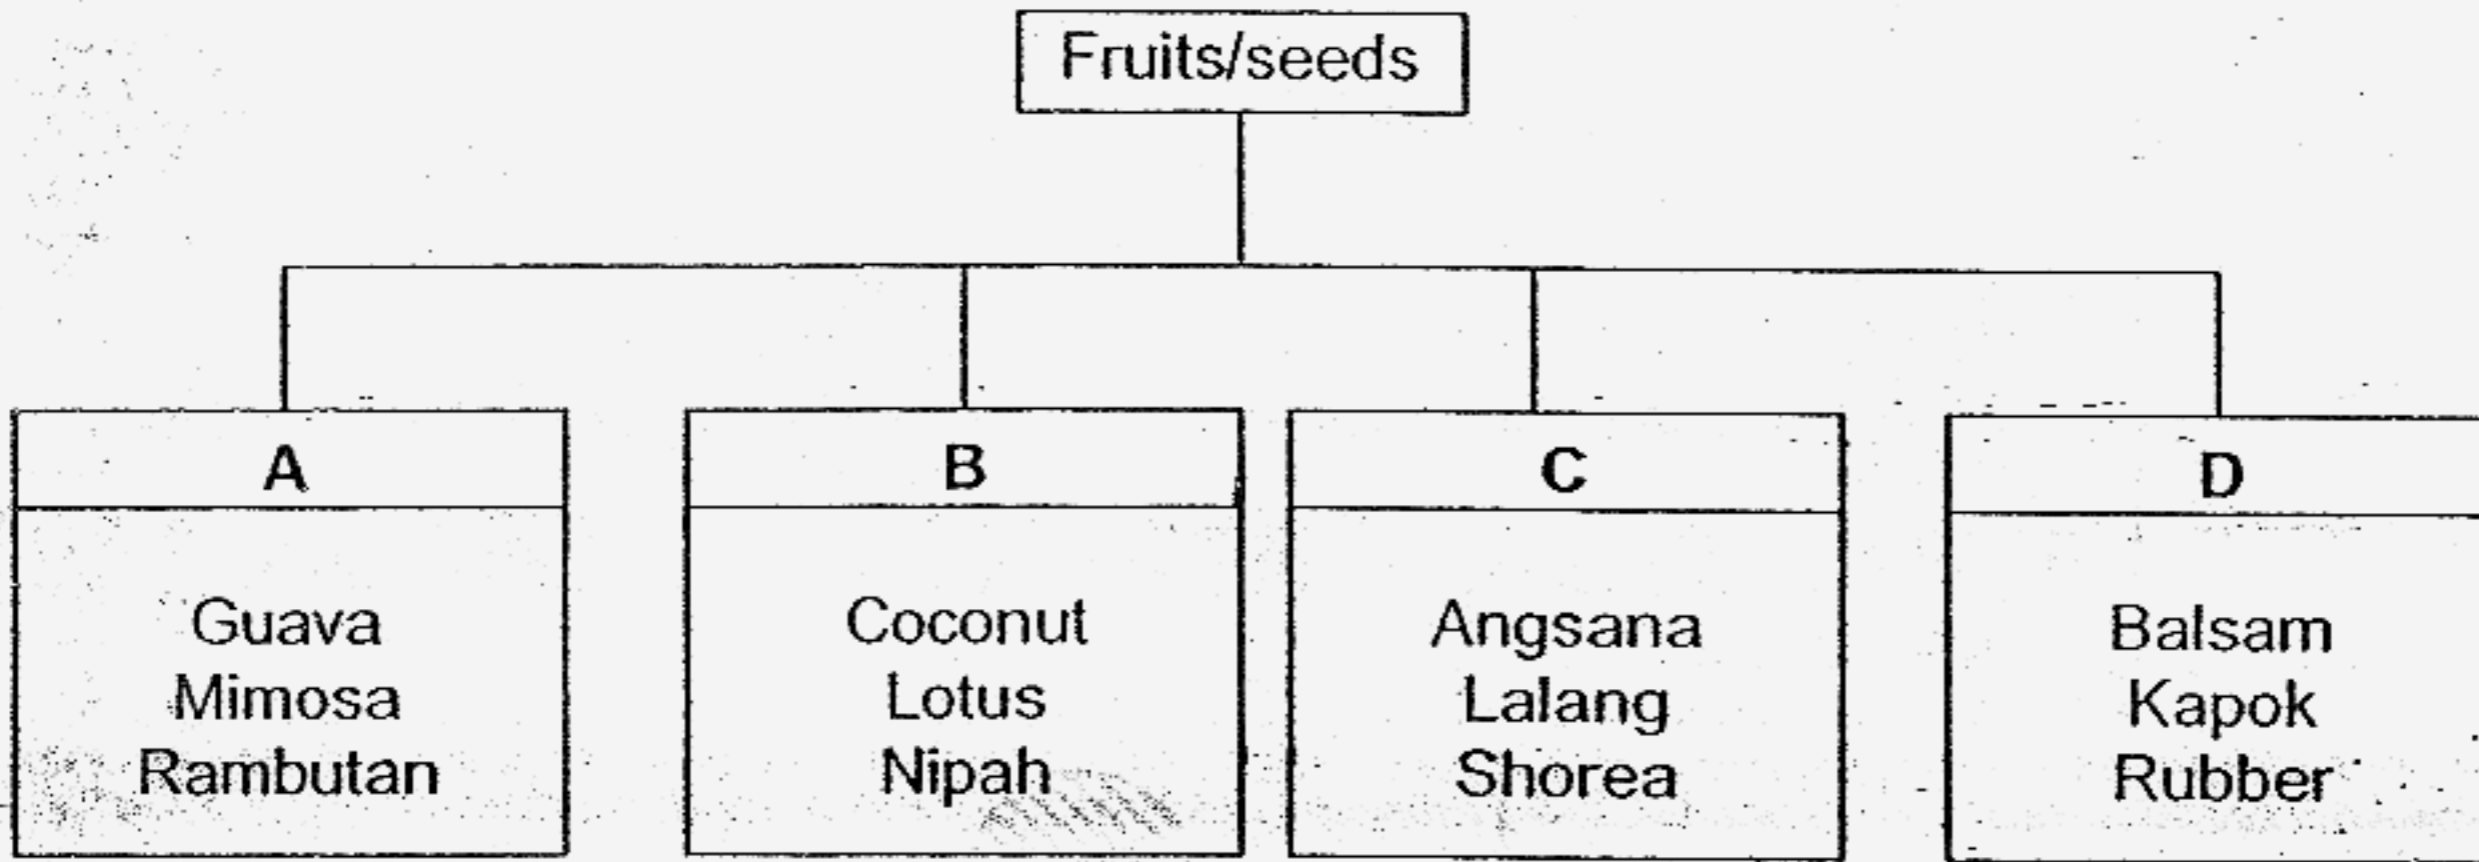 Fruits/seeds
A
Guava
Mimosa
Rambutan
B
Coconut
Lotus
Nipah
C
Angsana
Lalang
Shorea
D
Balsam
Kapok
Rubber